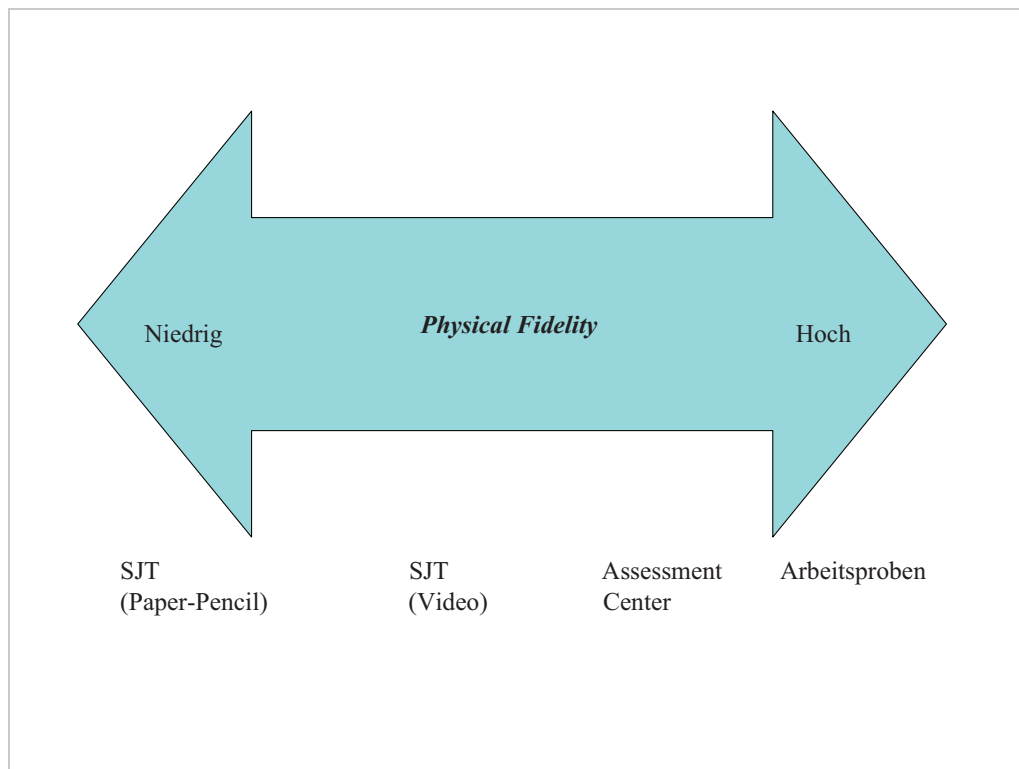 Niedrig
Physical Fidelity
Hoch
SJT
(Paper-Pencil)
SJT
(Video)
Assessment
Center
Arbeitsproben